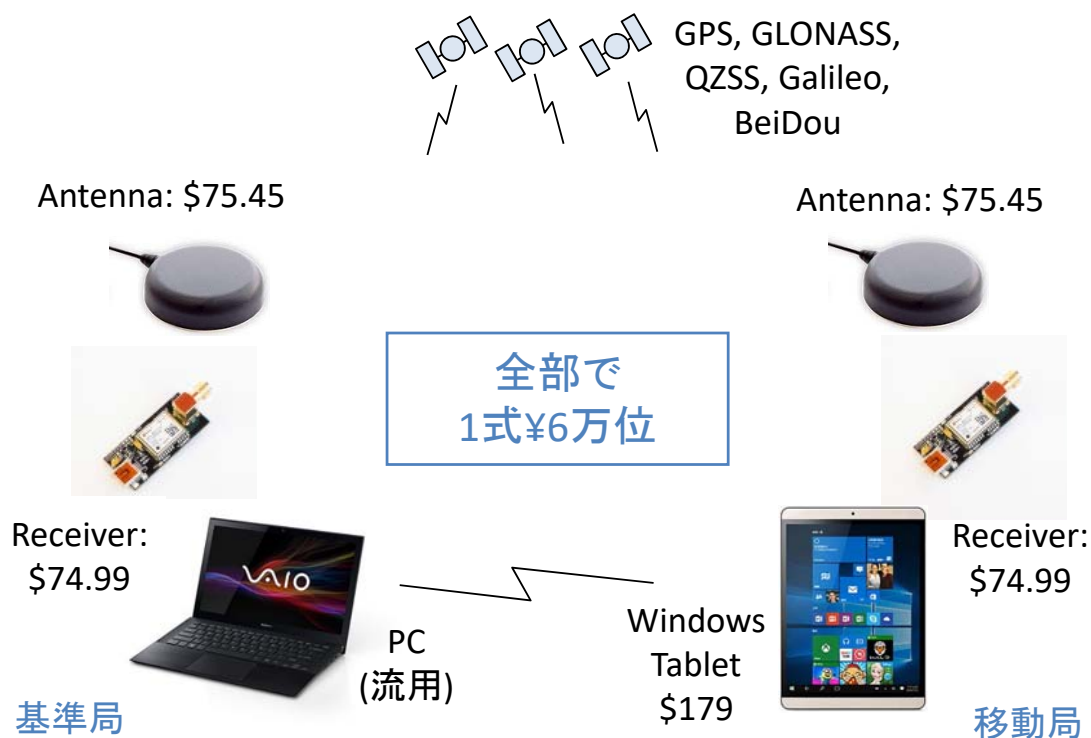 GPS, GLONASS,
QZSS, Galileo,
BeiDou
Antenna: $75.45
Antenna: $75.45
全部で
1式¥6万位
Receiver:
$74.99
VAIO
PC
(流用)
Windows
Tablet
$179
Receiver:
$74.99
基準局
移動局